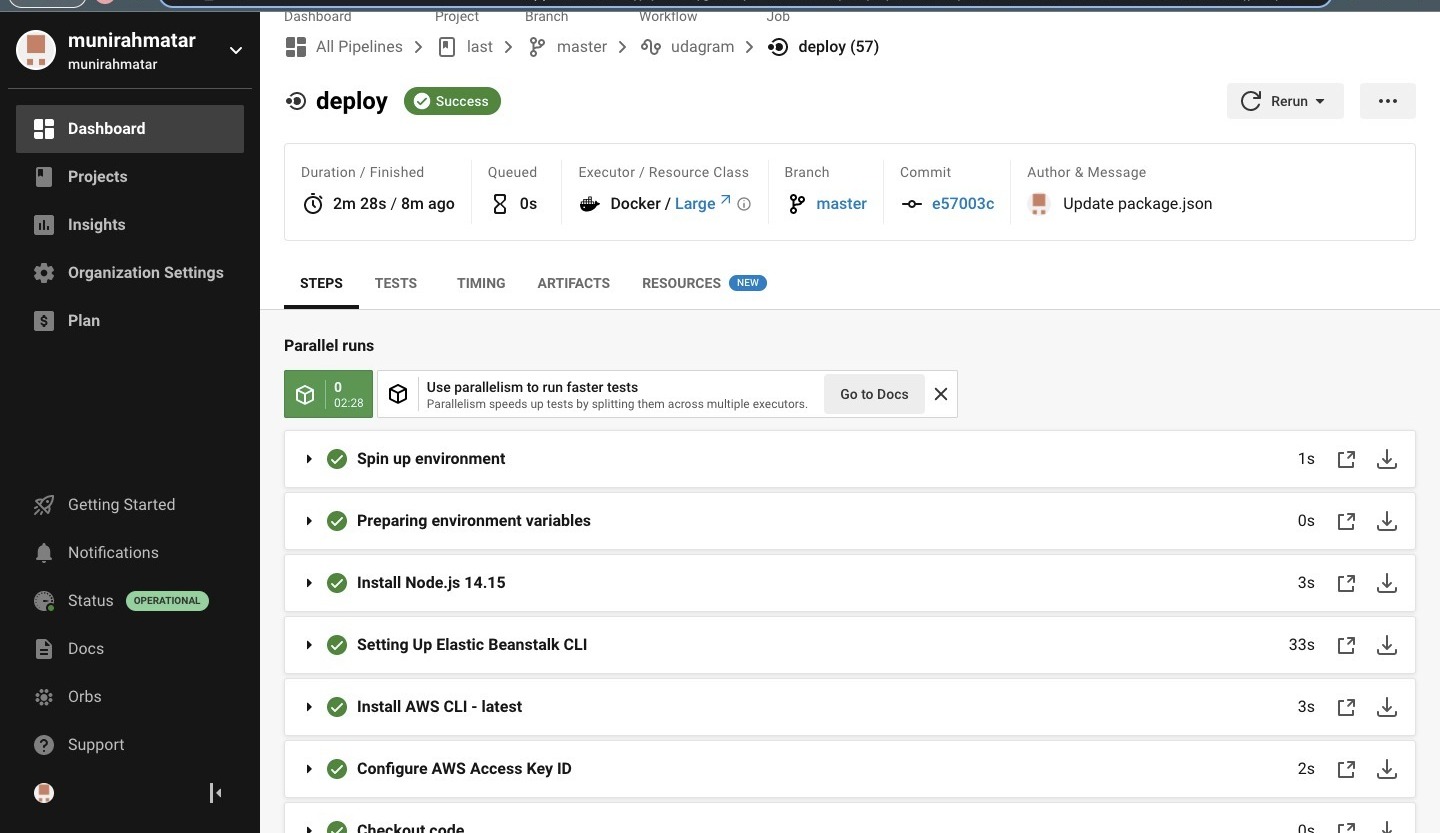 munirahmatar
munirahmatar
Dashboard
Projects
Insights
Organization Settings
Plan
Getting Started
Notifications
Status OPERATIONAL
Docs
Orbs
Support
Dashboard Project Branch Workflow Job
All Pipelines last master udagram deploy (57)
deploy Success Rerun
Duration / Finished Queued Executor / Resource Class Branch Commit Author & Message
2m 28s / 8m ago 0s Docker / Large master e57003c Update package.json
STEPS TESTS TIMING ARTIFACTS RESOURCES NEW
Parallel runs
0
02:28
Use parallelism to run faster tests
Parallelism speeds up tests by splitting them across multiple executors.
Go to Docs
Spin up environment 1s
Preparing environment variables 0s
Install Node.js 14.15 3s
Setting Up Elastic Beanstalk CLI 33s
Install AWS CLI - latest 3s
Configure AWS Access Key ID 2s
Checkout code 0s